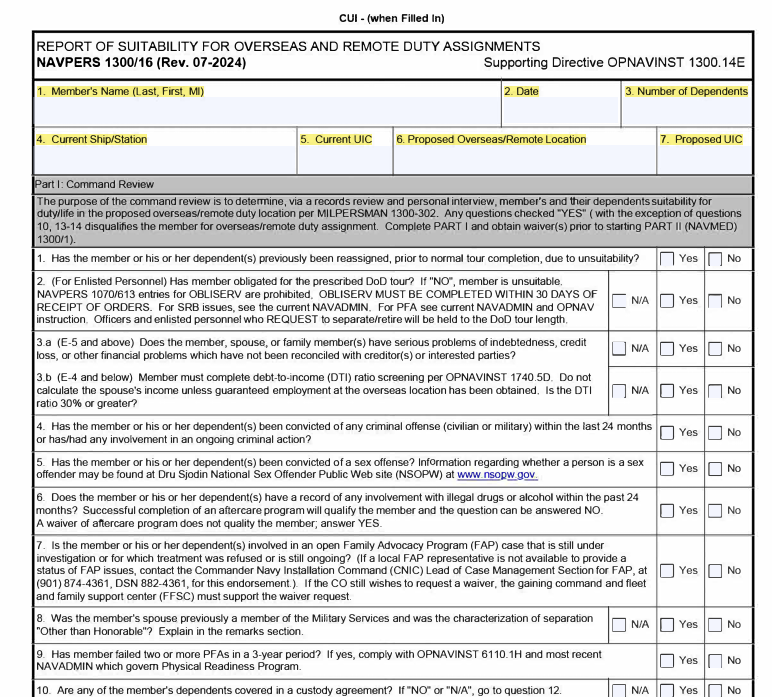 CUI - (when Filled In)
REPORT OF SUITABILITY FOR OVERSEAS AND REMOTE DUTY ASSIGNMENTS
NAVPERS 1300/16 (Rev. 07-2024) Supporting Directive OPNAVINST 1300.14E
1. Member's Name (Last, First, MI) 2. Date 3. Number of Dependents
4. Current Ship/Station 5. Current UIC 6. Proposed Overseas/Remote Location 7. Proposed UIC
Part I: Command Review
The purpose of the command review is to determine, via a records review and personal interview, member's and their dependents suitability for
duty/life in the proposed overseas/remote duty location per MILPERSMAN 1300-302. Any questions checked "YES" ( with the exception of questions
10, 13-14 disqualifies the member for overseas/remote duty assignment. Complete PART I and obtain waiver(s) prior to starting PART II (NAVMED)
1300/1).
1. Has the member or his or her dependent(s) previously been reassigned, prior to normal tour completion, due to unsuitability? Yes No
2. (For Enlisted Personnel) Has member obligated for the prescribed DoD tour? If "NO", member is unsuitable.
NAVPERS 1070/613 entries for OBLISERV are prohibited. OBLISERV MUST BE COMPLETED WITHIN 30 DAYS OF
RECEIPT OF ORDERS. For SRB issues, see the current NAVADMIN. For PFA see current NAVADMIN and OPNAV
instruction. Officers and enlisted personnel who REQUEST to separate/retire will be held to the DoD tour length.
N/A Yes No
3.a (E-5 and above) Does the member, spouse, or family member(s) have serious problems of indebtedness, credit
loss, or other financial problems which have not been reconciled with creditor(s) or interested parties?
N/A Yes No
3.b (E-4 and below) Member must complete debt-to-income (DTI) ratio screening per OPNAVINST 1740.5D. Do not
calculate the spouse's income unless guaranteed employment at the overseas location has been obtained. Is the DTI
ratio 30% or greater?
N/A Yes No
4. Has the member or his or her dependent(s) been convicted of any criminal offense (civilian or military) within the last 24 months
or has/had any involvement in an ongoing criminal action?
Yes No
5. Has the member or his or her dependent(s) been convicted of a sex offense? Information regarding whether a person is a sex
offender may be found at Dru Sjodin National Sex Offender Public Web site (NSOPW) at www.nsopw.gov.
Yes No
6. Does the member or his or her dependent(s) have a record of any involvement with illegal drugs or alcohol within the past 24
months? Successful completion of an aftercare program will qualify the member and the question can be answered NO.
A waiver of aftercare program does not qualify the member; answer YES.
Yes No
7. Is the member or his or her dependent(s) involved in an open Family Advocacy Program (FAP) case that is still under
investigation or for which treatment was refused or is still ongoing? (If a local FAP representative is not available to provide a
status of FAP issues, contact the Commander Navy Installation Command (CNIC) Lead of Case Management Section for FAP, at
(901) 874-4361, DSN 882-4361, for this endorsement.). If the CO still wishes to request a waiver, the gaining command and fleet
and family support center (FFSC) must support the waiver request.
Yes No
8. Was the member's spouse previously a member of the Military Services and was the characterization of separation
"Other than Honorable"? Explain in the remarks section.
N/A Yes No
9. Has member failed two or more PFAs in a 3-year period? If yes, comply with OPNAVINST 6110.1H and most recent
NAVADMIN which govern Physical Readiness Program.
Yes No
10. Are any of the member's dependents covered in a custody agreement? If "NO" or "N/A", go to question 12. N/A Yes No